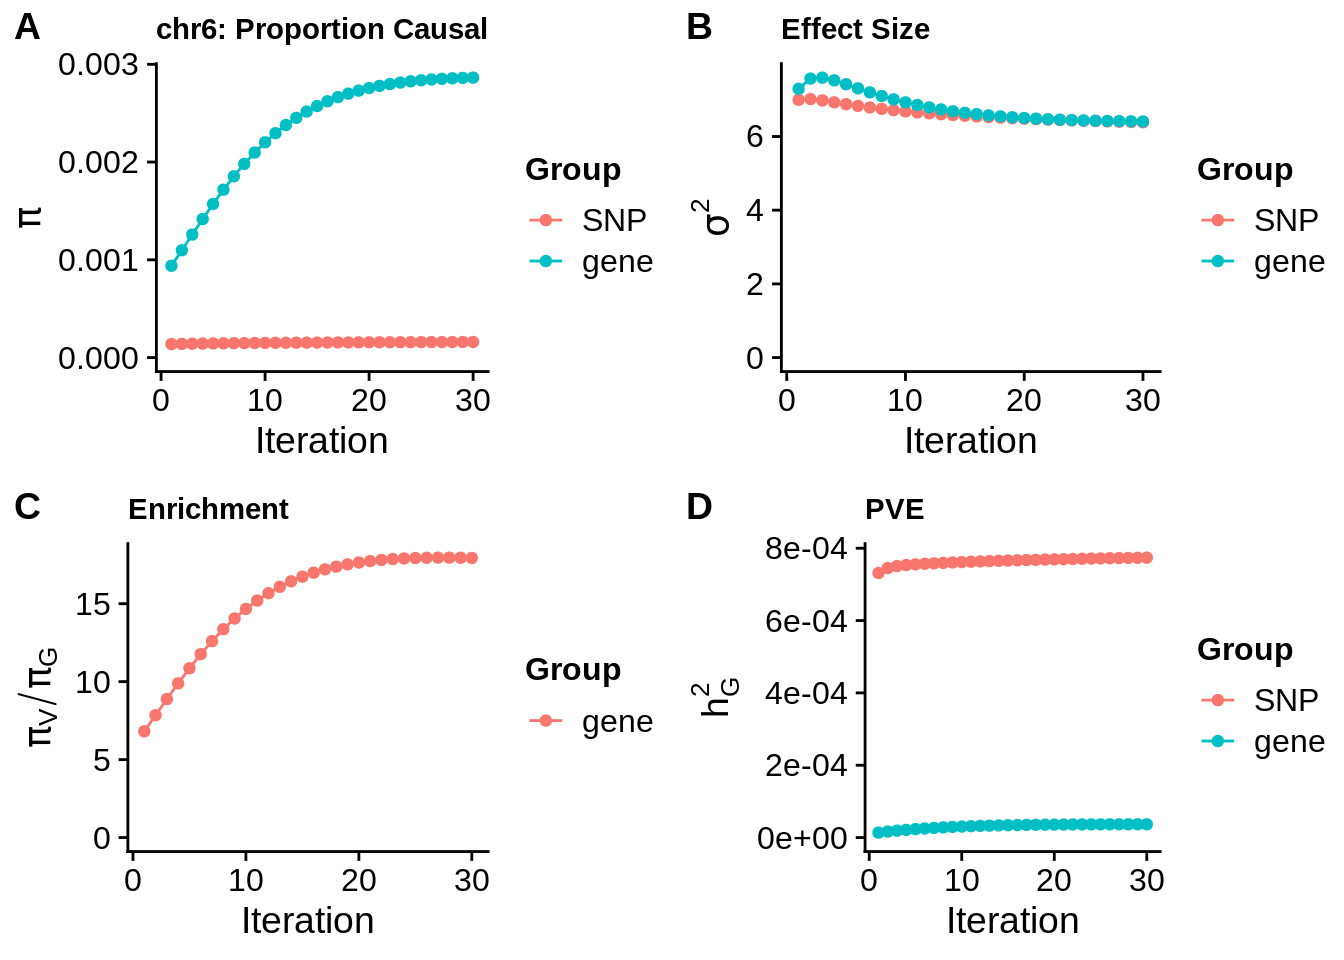 A
chr6: Proportion Causal
0.003
0.002
0.001
0.000
π
0 10 20 30
Iteration
Group
SNP
gene
B
Effect Size
6
4
2
0
σ²
0 10 20 30
Iteration
Group
SNP
gene
C
Enrichment
15
10
5
0
πV/πG
0 10 20 30
Iteration
Group
gene
D
PVE
8e-04
6e-04
4e-04
2e-04
0e+00
h²G
0 10 20 30
Iteration
Group
SNP
gene